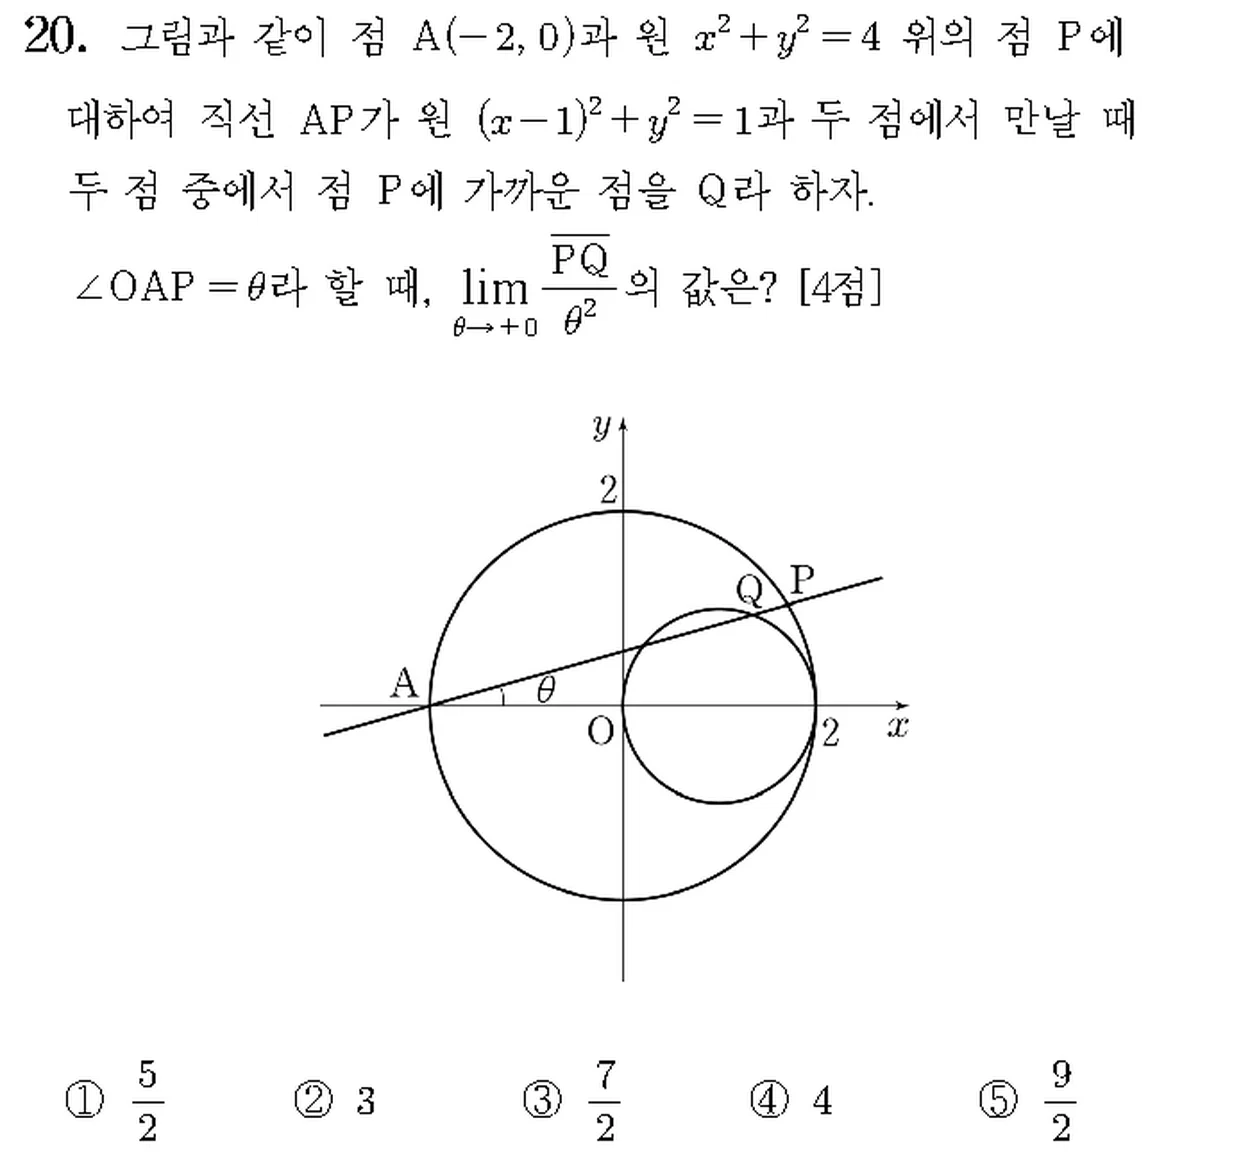 20. 그림과 같이 점 A(−2, 0)과 원 x²+y²=4 위의 점 P에
대하여 직선 AP가 원 (x−1)²+y²=1과 두 점에서 만날 때
두 점 중에서 점 P에 가까운 점을 Q라 하자.
∠OAP=θ라 할 때, lim_{θ→+0} \overline{PQ}/θ² 의 값은? [4점]
y
2
Q P
A θ
O 2 x
① 5/2 ② 3 ③ 7/2 ④ 4 ⑤ 9/2